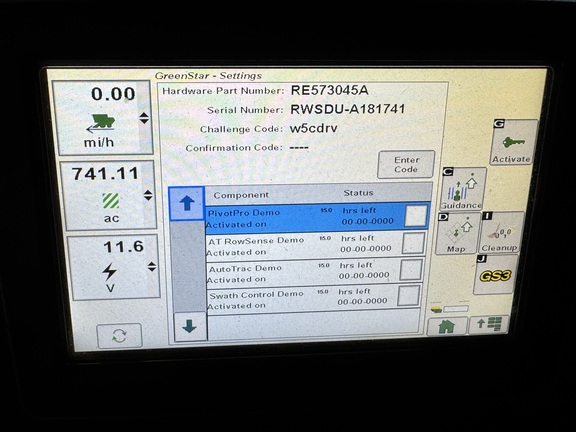 GreenStar - Settings
0.00
mi/h
741.11
ac
11.6
V
Hardware Part Number: RE573045A
Serial Number: RWSDU-A181741
Challenge Code: w5cdrv
Confirmation Code: ----
Enter
Code
Component Status
PivotPro Demo 15.0 hrs left
Activated on 00-00-0000
AT RowSense Demo 15.0 hrs left
Activated on 00-00-0000
AutoTrac Demo 15.0 hrs left
Activated on 00-00-0000
Swath Control Demo 15.0 hrs left
Activated on 00-00-0000
G
Activate
C
Guidance
D
Map
I
Cleanup
J
GS3